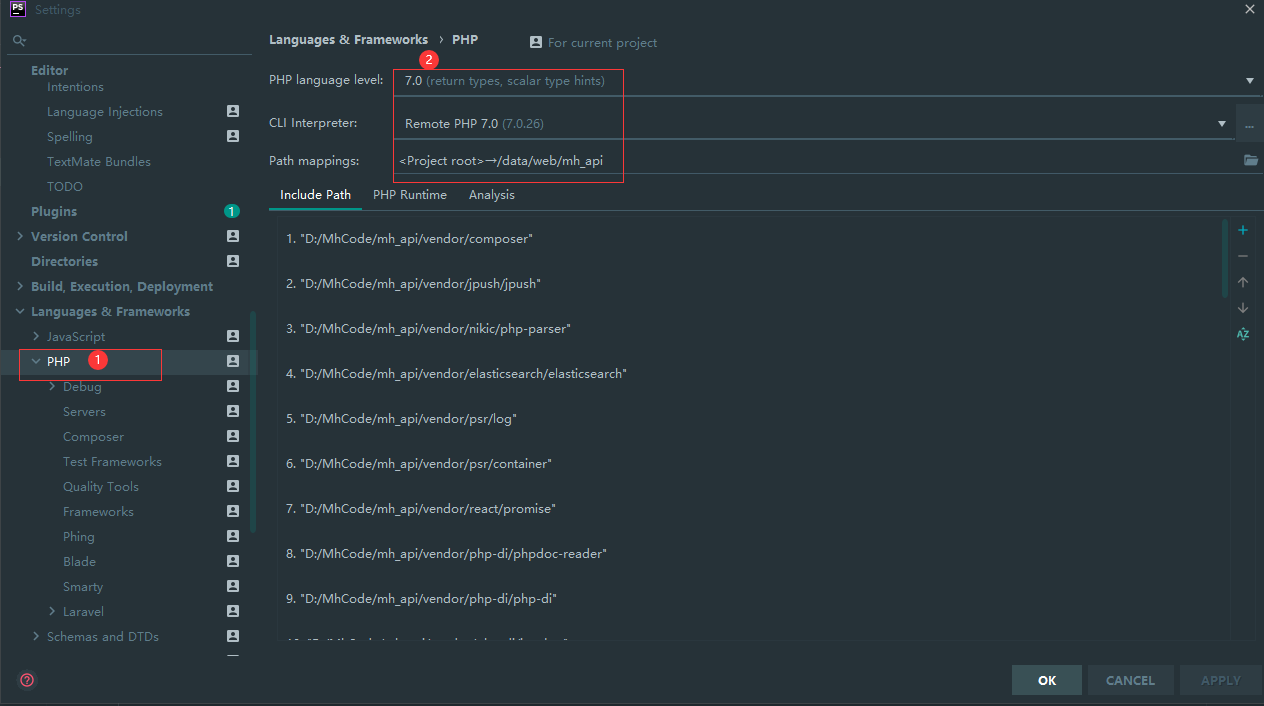 PS Settings
Languages & Frameworks › PHP For current project
Editor
Intentions
Language Injections
Spelling
TextMate Bundles
TODO
Plugins 1
Version Control
Directories
Build, Execution, Deployment
Languages & Frameworks
JavaScript
PHP 1
Debug
Servers
Composer
Test Frameworks
Quality Tools
Frameworks
Phing
Blade
Smarty
Laravel
Schemas and DTDs
2
PHP language level: 7.0 (return types, scalar type hints)
CLI Interpreter: Remote PHP 7.0 (7.0.26) ...
Path mappings: <Project root>→/data/web/mh_api
Include Path PHP Runtime Analysis
1. "D:/MhCode/mh_api/vendor/composer"
2. "D:/MhCode/mh_api/vendor/jpush/jpush"
3. "D:/MhCode/mh_api/vendor/nikic/php-parser"
4. "D:/MhCode/mh_api/vendor/elasticsearch/elasticsearch"
5. "D:/MhCode/mh_api/vendor/psr/log"
6. "D:/MhCode/mh_api/vendor/psr/container"
7. "D:/MhCode/mh_api/vendor/react/promise"
8. "D:/MhCode/mh_api/vendor/php-di/phpdoc-reader"
9. "D:/MhCode/mh_api/vendor/php-di/php-di"
OK CANCEL APPLY